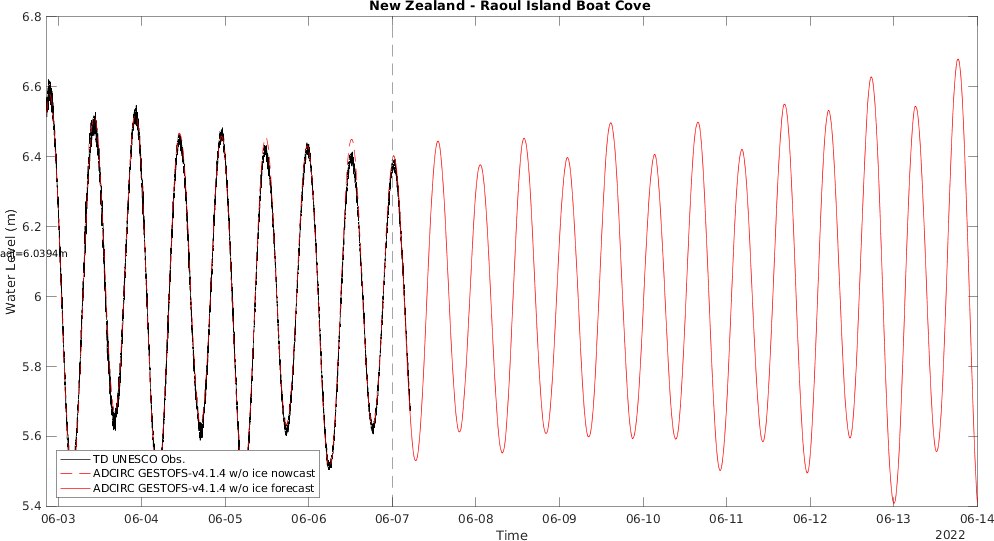 New Zealand - Raoul Island Boat Cove
6.8
6.6
6.4
6.2
6
5.8
5.6
5.4
Water Level (m)
=6.0394m
TD UNESCO Obs.
ADCIRC GESTOFS-v4.1.4 w/o ice nowcast
ADCIRC GESTOFS-v4.1.4 w/o ice forecast
06-03 06-04 06-05 06-06 06-07 06-08 06-09 06-10 06-11 06-12 06-13 06-14
Time
2022